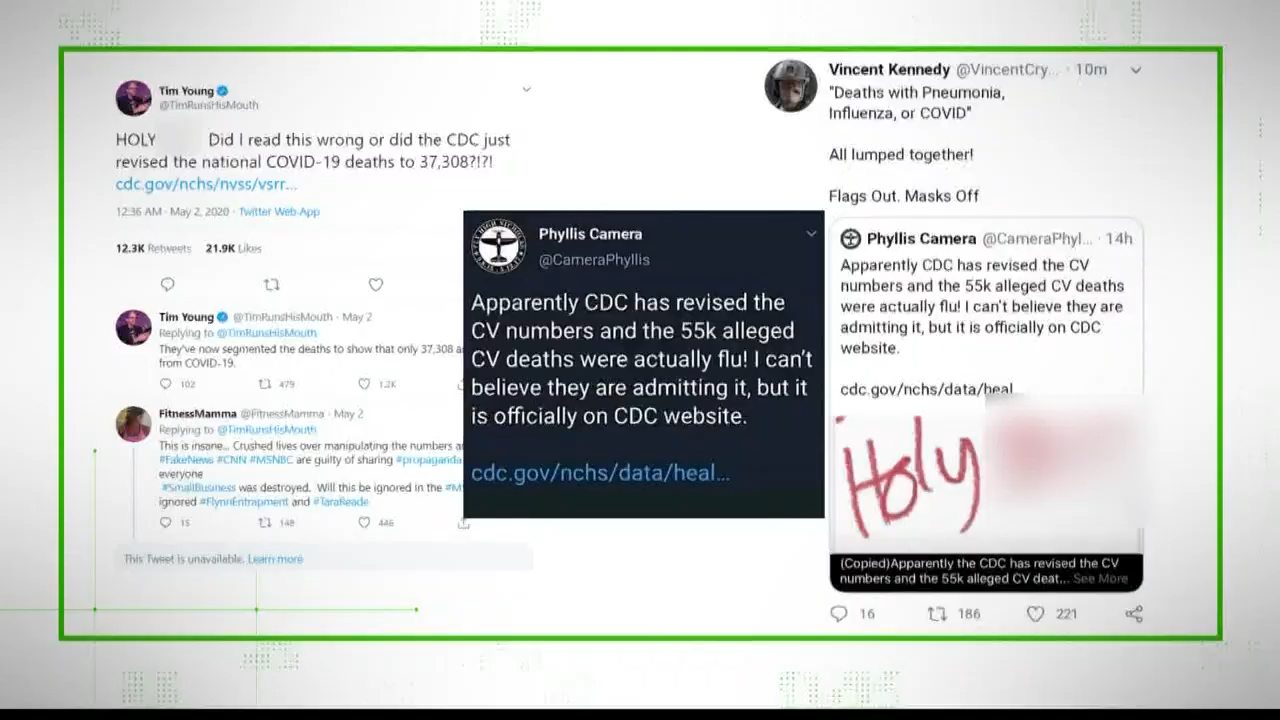 Tim Young
@TimRunsHisMouth
HOLY Did I read this wrong or did the CDC just
revised the national COVID-19 deaths to 37,308?!?!
cdc.gov/nchs/nvss/vsrr...
12:36 AM · May 2, 2020 · Twitter Web App
12.3K Retweets 21.9K Likes
Tim Young @TimRunsHisMouth · May 2
Replying to @TimRunsHisMouth
They've now segmented the deaths to show that only 37,308 a
from COVID-19.
102 479 1.2K
FitnessMamma @FitnessMamma · May 2
Replying to @TimRunsHisMouth
This is insane... Crushed lives over manipulating the numbers a
#FakeNews #CNN #MSNBC are guilty of sharing #propaganda
everyone
#SmallBusiness was destroyed. Will this be ignored in the #M
ignored #FlynnEntrapment and #TaraReade
15 148 446
This Tweet is unavailable. Learn more
Phyllis Camera
@CameraPhyllis
Apparently CDC has revised the
CV numbers and the 55k alleged
CV deaths were actually flu! I can't
believe they are admitting it, but it
is officially on CDC website.
cdc.gov/nchs/data/heal...
Vincent Kennedy @VincentCry... · 10m
"Deaths with Pneumonia,
Influenza, or COVID"
All lumped together!
Flags Out. Masks Off
Phyllis Camera @CameraPhyl... · 14h
Apparently CDC has revised the CV
numbers and the 55k alleged CV deaths
were actually flu! I can't believe they are
admitting it, but it is officially on CDC
website.
cdc.gov/nchs/data/heal
Holy
(Copied)Apparently the CDC has revised the CV
numbers and the 55k alleged CV deat... See More
16 186 221